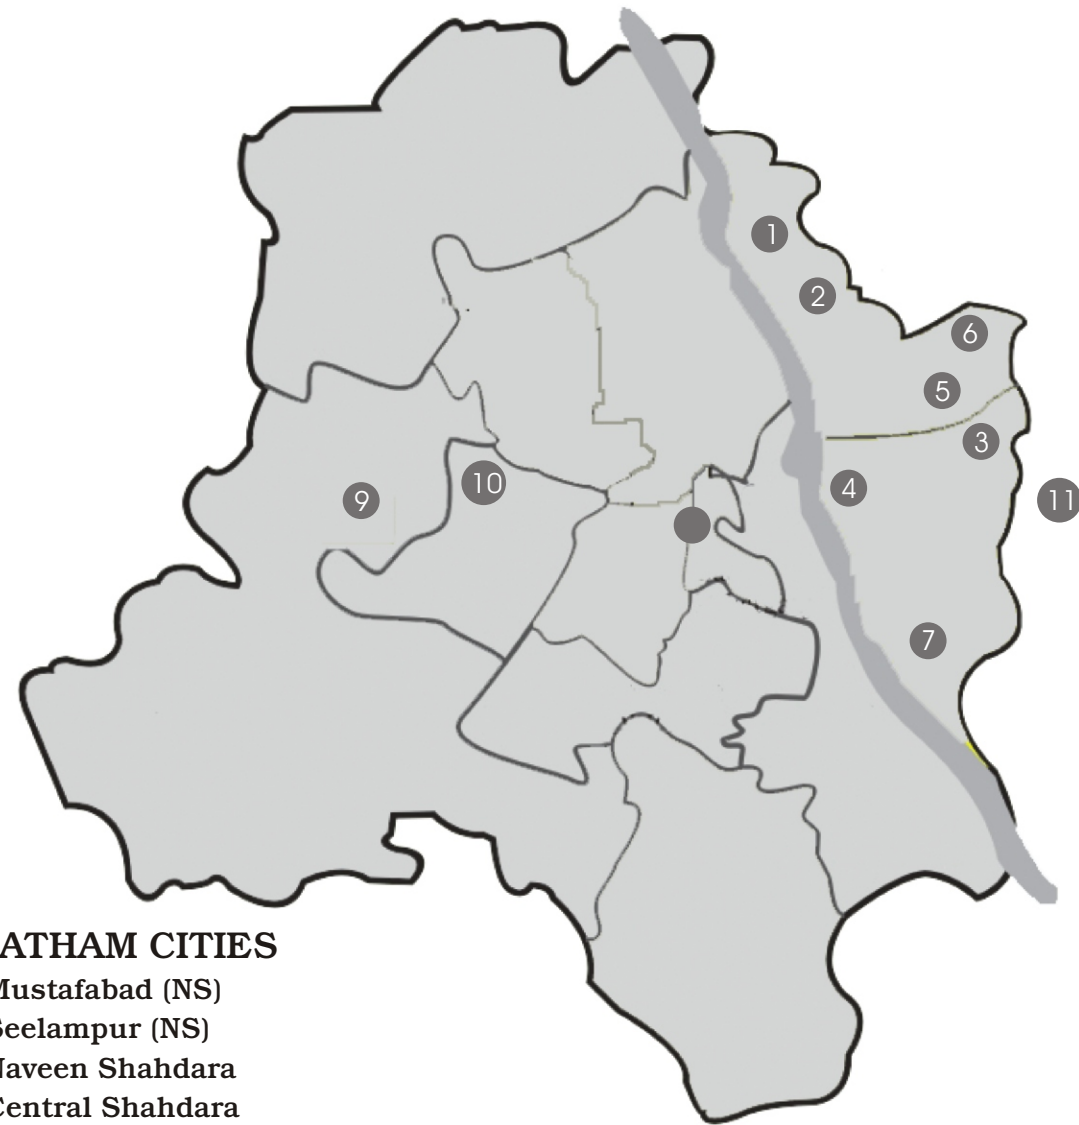 1
2
6
5
3
10
4
9
11
7
ATHAM CITIES
Mustafabad (NS)
Seelampur (NS)
Naveen Shahdara
Central Shahdara